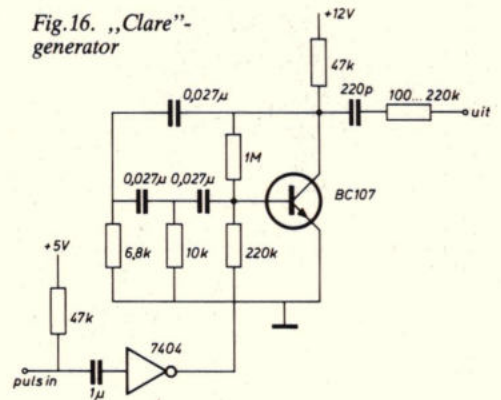 Fig.16. „Clare”-
generator
+12V
47k
0,027µ
220p
100...220k
uit
1M
0,027µ
0,027µ
BC107
+5V
6,8k
10k
220k
47k
7404
puls in
1µ